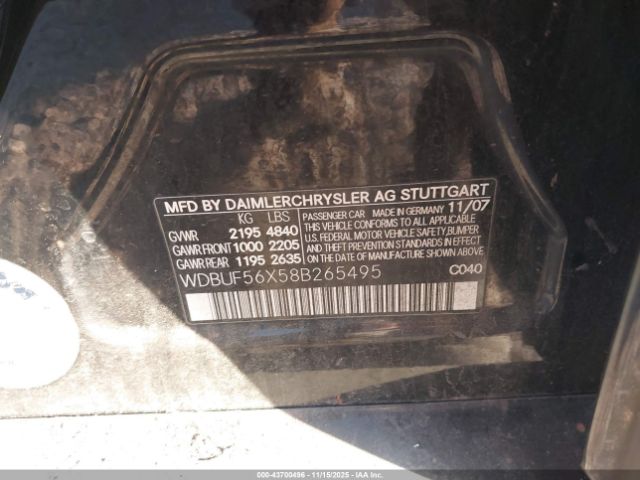 MFD BY DAIMLERCHRYSLER AG STUTTGART
KG LBS
GVWR 2195 4840
GAWR FRONT 1000 2205
GAWR REAR 1195 2635
PASSENGER CAR MADE IN GERMANY 11/07
THIS VEHICLE CONFORMS TO ALL APPLICABLE
U.S. FEDERAL MOTOR VEHICLE SAFETY,BUMPER
AND THEFT PREVENTION STANDARDS IN EFFECT
ON THE DATE OF MANUFACTURE SHOWN ABOVE.
WDBUF56X58B265495
C040
000-43700496 - 11/15/2025 - IAAI.COM